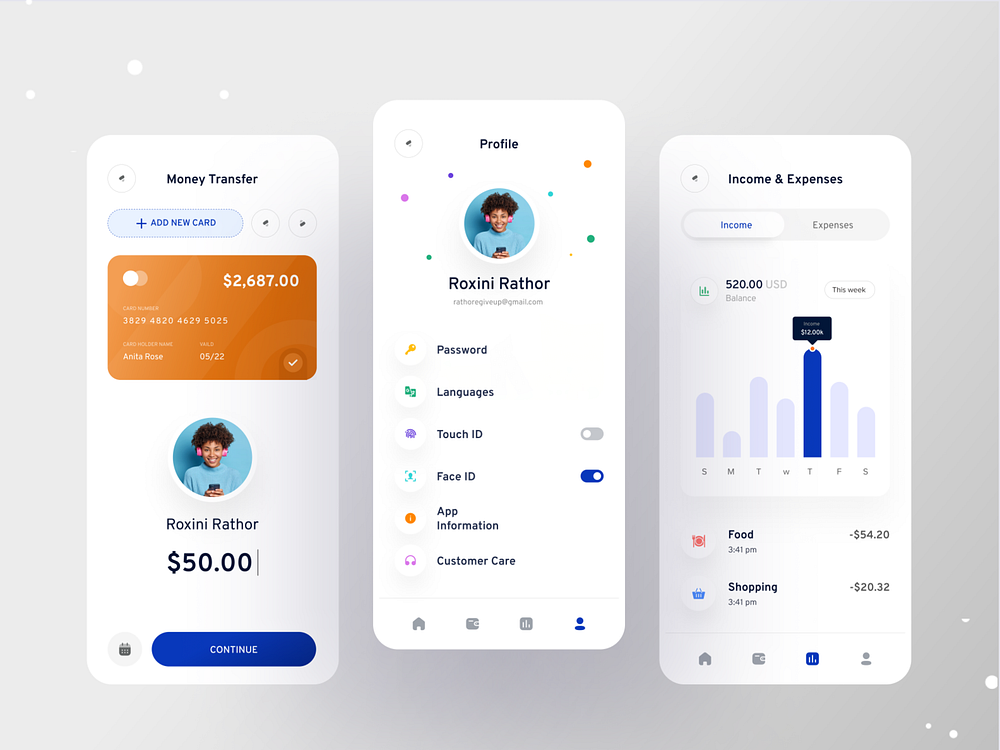 Money Transfer
ADD NEW CARD
$2,687.00
CARD NUMBER
3829 4820 4629 5025
CARD HOLDER NAME
VAILD
Anita Rose
05/22
Roxini Rathor
$50.00
CONTINUE
Profile
Roxini Rathor
rathoregiveup@gmail.com
Password
Languages
Touch ID
Face ID
App
Information
Customer Care
Income & Expenses
Income
Expenses
520.00 USD
Balance
This week
Income
$12.00k
S M T w T F S
Food
-$54.20
3:41 pm
Shopping
-$20.32
3:41 pm